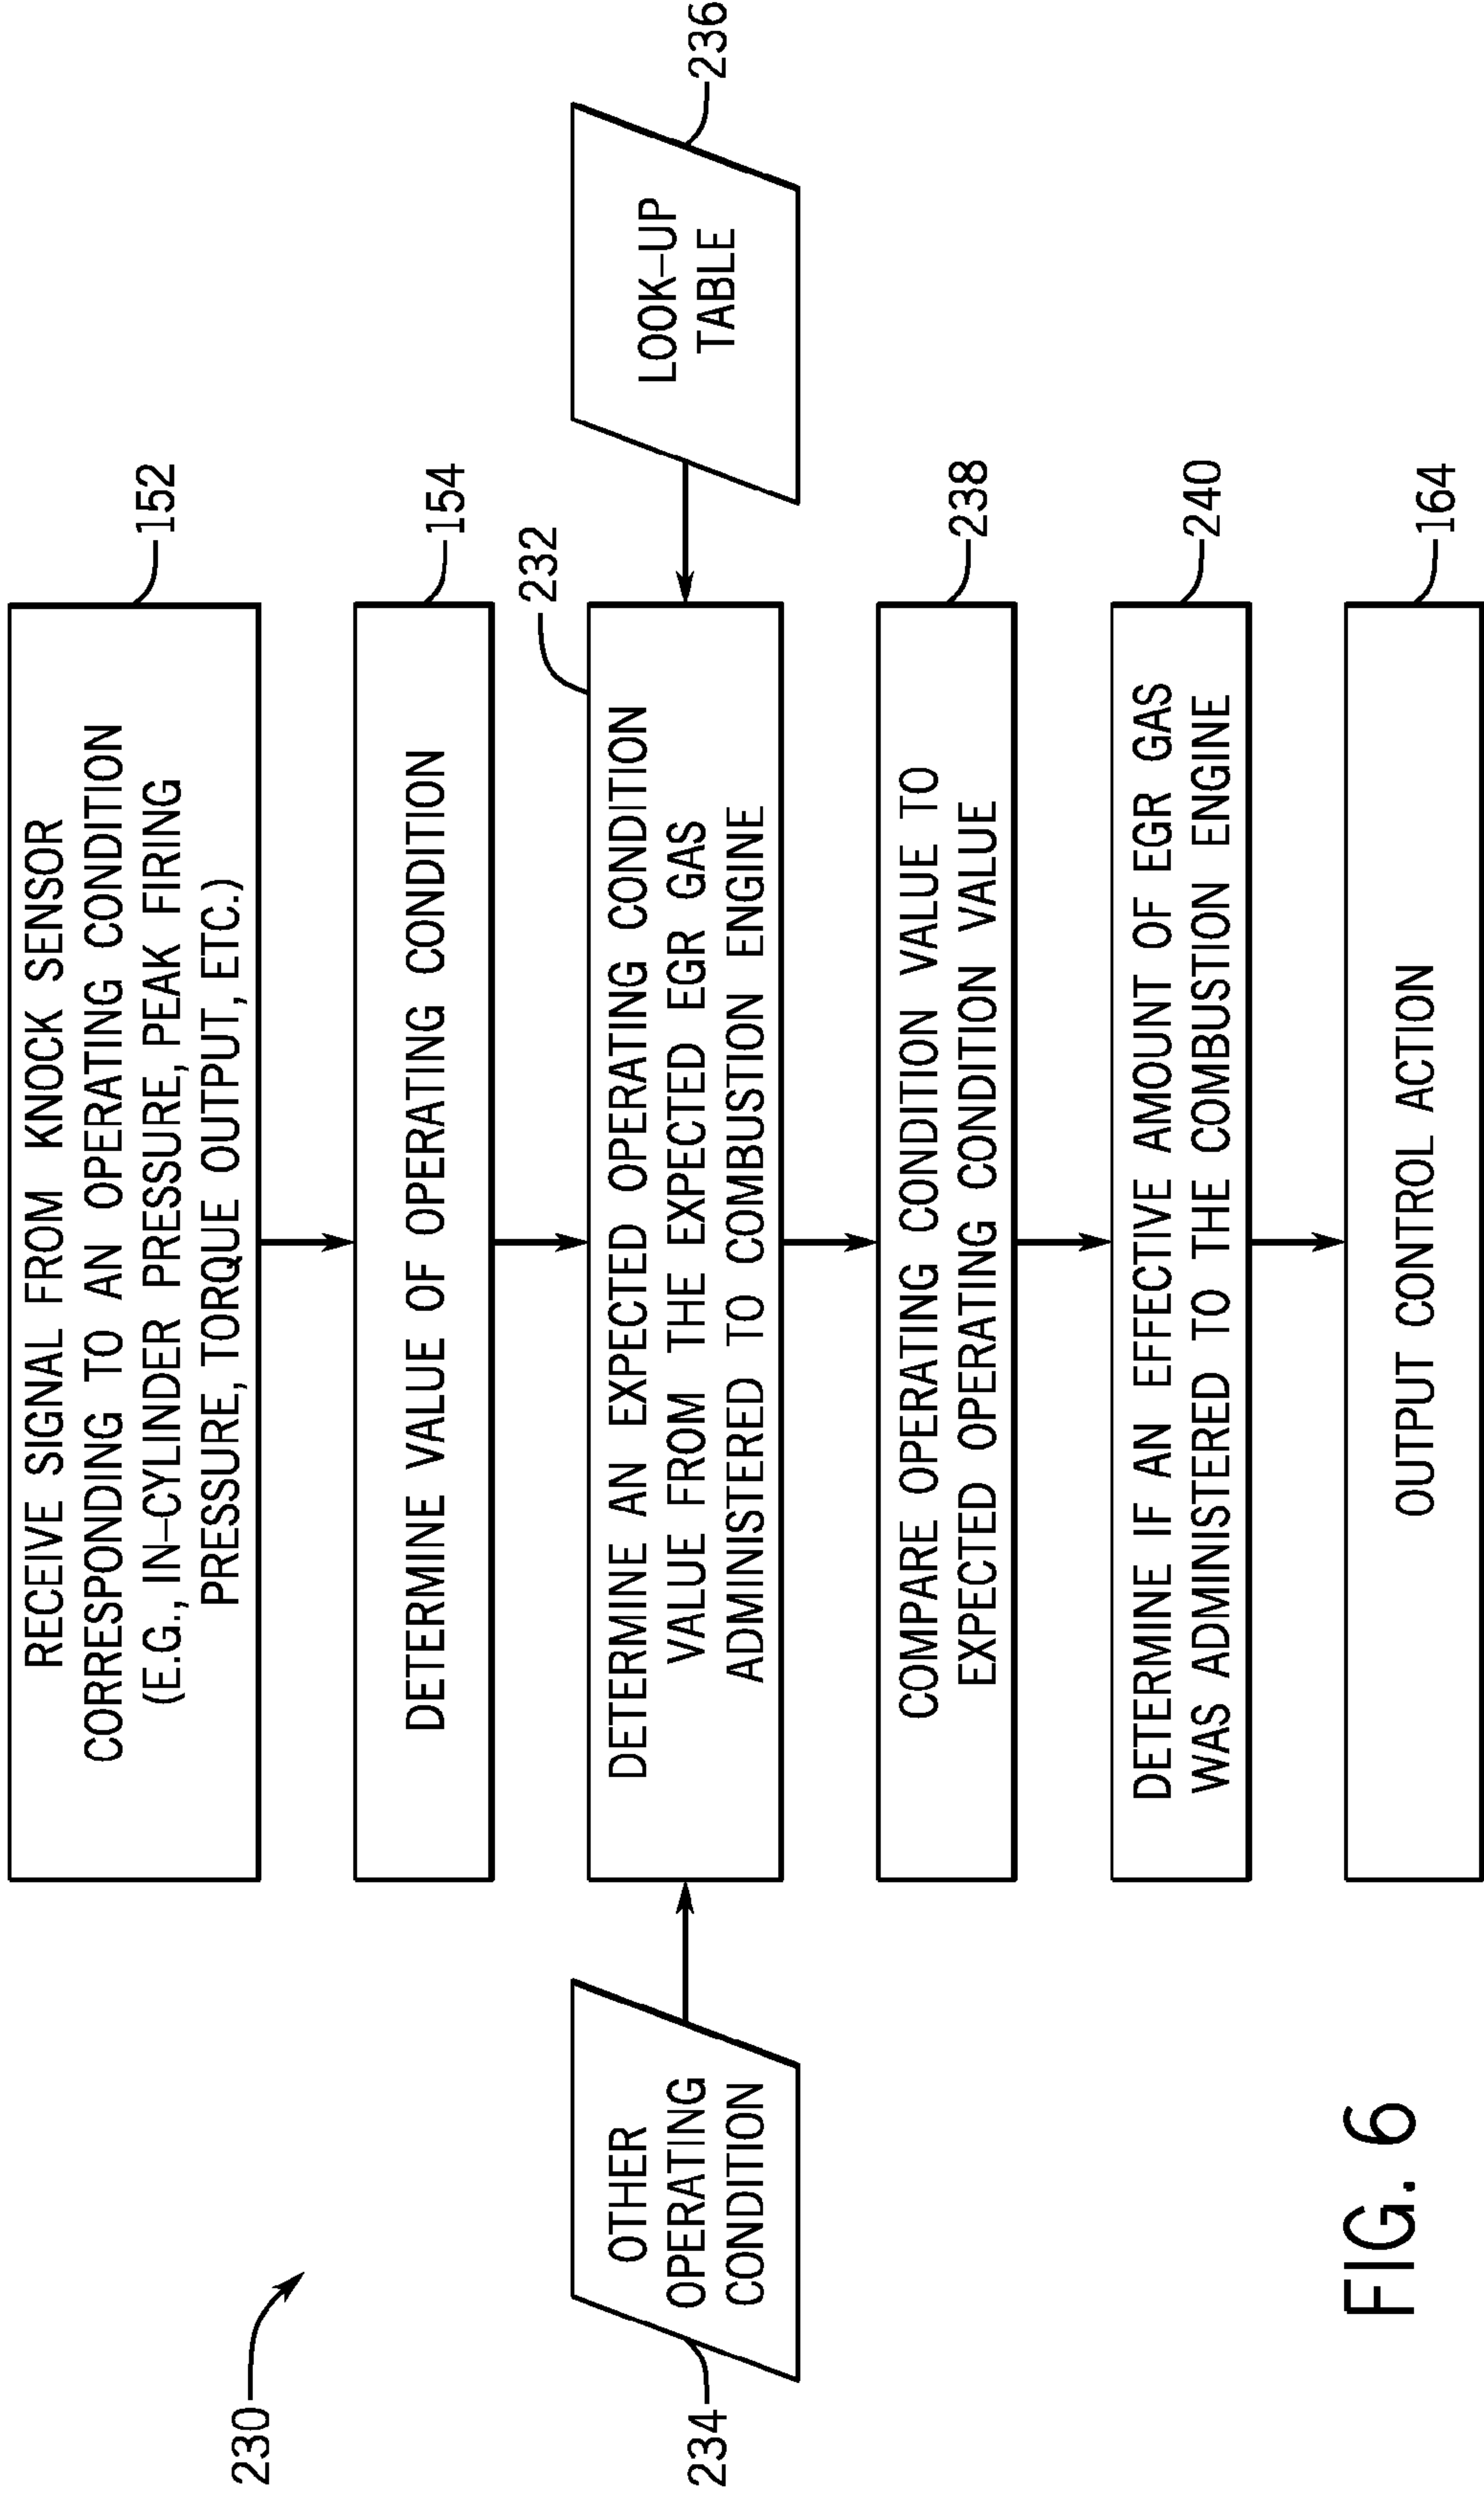 230
RECEIVE SIGNAL FROM KNOCK SENSOR
CORRESPONDING TO AN OPERATING CONDITION
(E.G., IN-CYLINDER PRESSURE, PEAK FIRING
PRESSURE, TORQUE OUTPUT, ETC.)
152
DETERMINE VALUE OF OPERATING CONDITION
154
OTHER
OPERATING
CONDITION
234
DETERMINE AN EXPECTED OPERATING CONDITION
VALUE FROM THE EXPECTED EGR GAS
ADMINISTERED TO COMBUSTION ENGINE
232
LOOK-UP
TABLE
236
COMPARE OPERATING CONDITION VALUE TO
EXPECTED OPERATING CONDITION VALUE
238
DETERMINE IF AN EFFECTIVE AMOUNT OF EGR GAS
WAS ADMINISTERED TO THE COMBUSTION ENGINE
240
OUTPUT CONTROL ACTION
164
FIG. 6